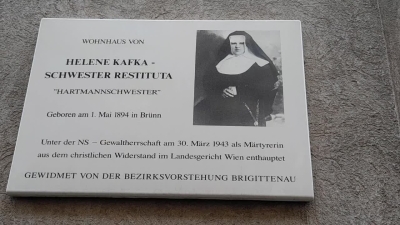 WOHNHAUS VON
HELENE KAFKA -
SCHWESTER RESTITUTA
"HARTMANNSCHWESTER"
Geboren am 1. Mai 1894 in Brünn
Unter der NS - Gewaltherrschaft am 30. März 1943 als Märtyrerin
aus dem christlichen Widerstand im Landesgericht Wien enthauptet
GEWIDMET VON DER BEZIRKSVORSTEHUNG BRIGITTENAU